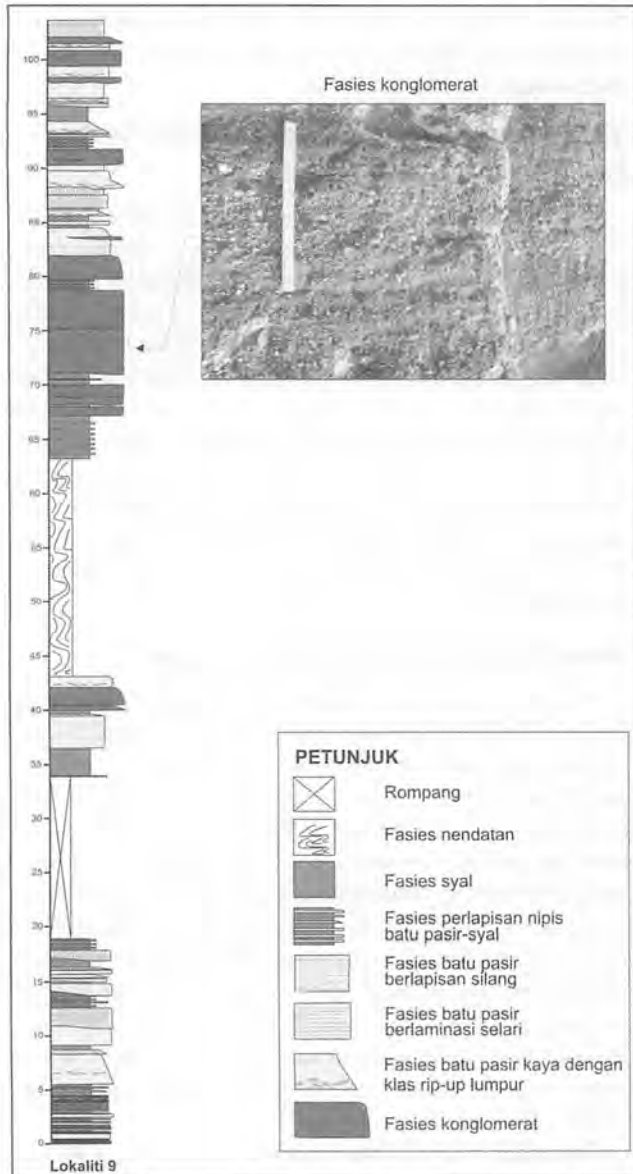 Fasies konglomerat
100
95
90
85
80
75
70
65
60
55
50
45
40
35
30
25
20
15
10
5
0
Lokaliti 9
PETUNJUK
Rompang
Fasies nendatan
Fasies syal
Fasies perlapisan nipis
batu pasir-syal
Fasies batu pasir
berlapisan silang
Fasies batu pasir
berlaminasi selari
Fasies batu pasir kaya dengan
klas rip-up lumpur
Fasies konglomerat